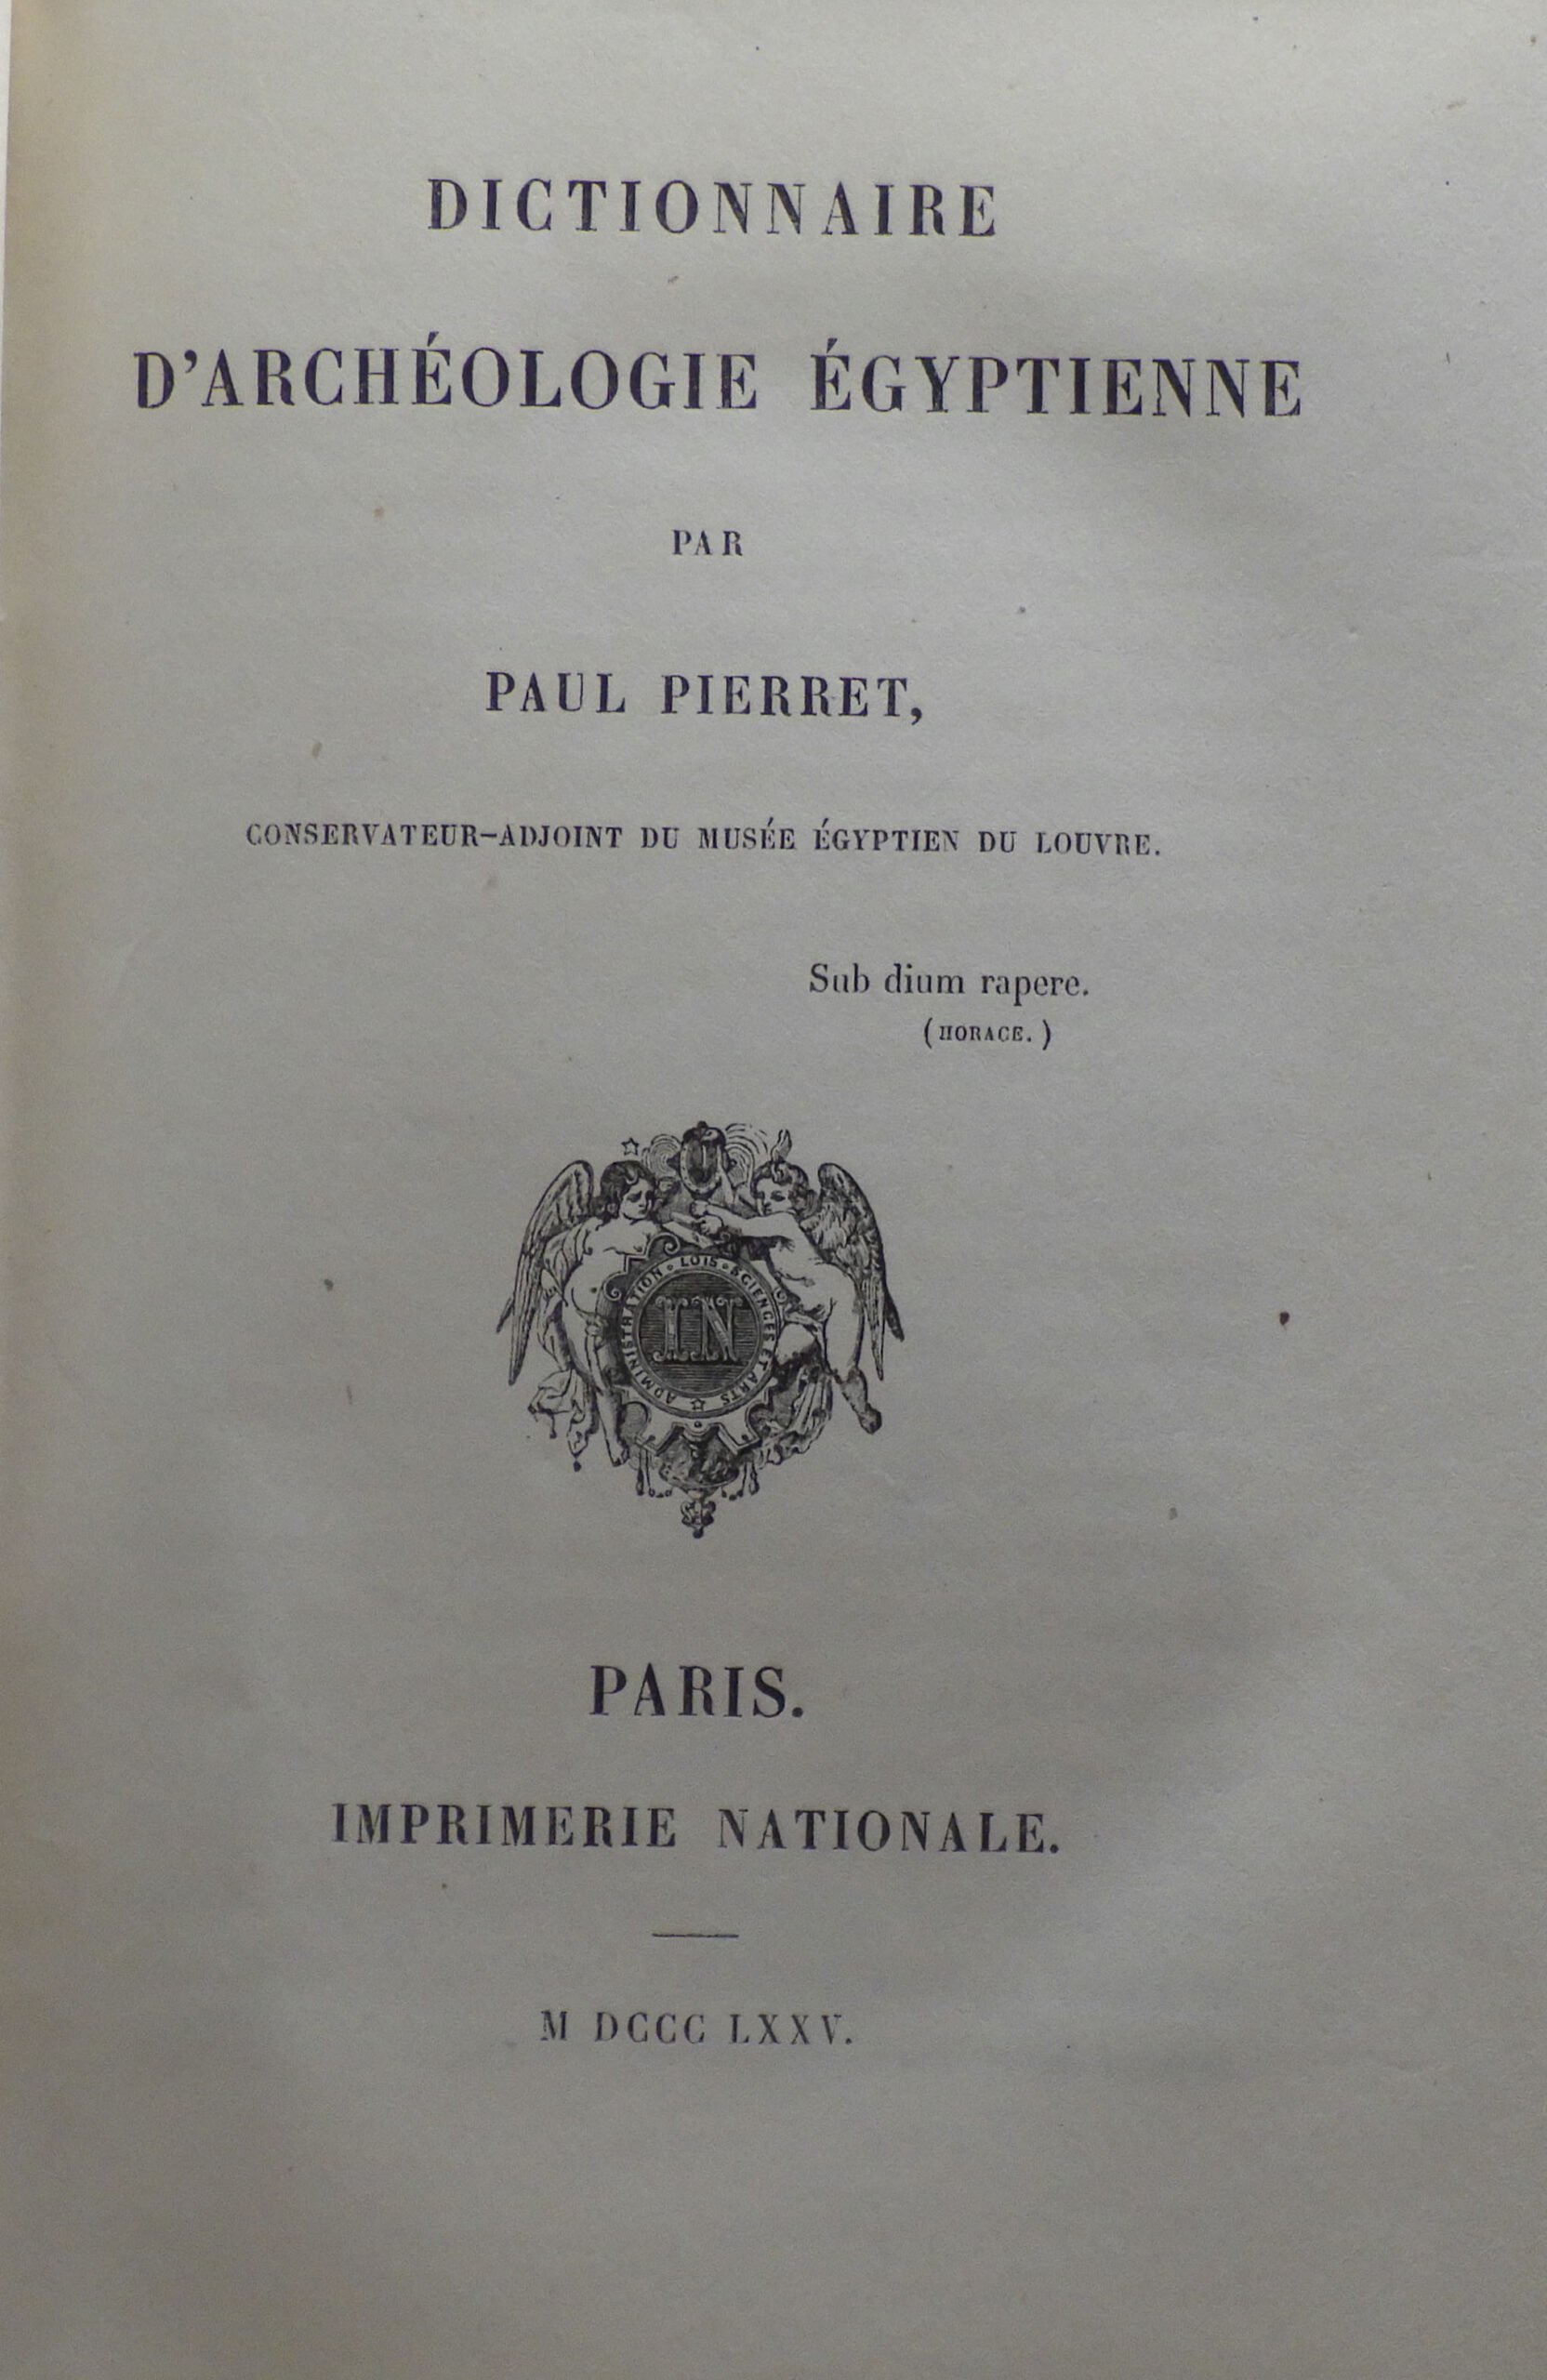 DICTIONNAIRE
D'ARCHÉOLOGIE ÉGYPTIENNE
PAR
PAUL PIERRET,
CONSERVATEUR-ADJOINT DU MUSÉE ÉGYPTIEN DU LOUVRE.
Sub dium rapere.
(HORACE.)
ADMINISTRATION • LOIS • SCIENCES ET ARTS
IN
PARIS.
IMPRIMERIE NATIONALE.
M DCCC LXXV.